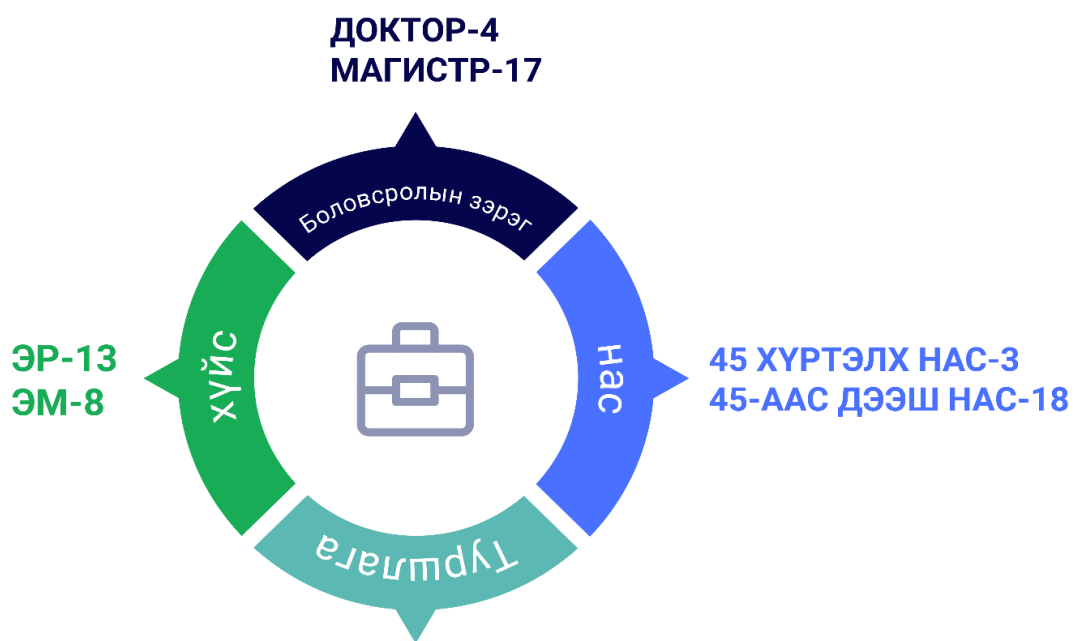 ДОКТОР-4
МАГИСТР-17
Боловсролын зэрэг
хүйс
нас
ЭР-13
ЭМ-8
45 ХҮРТЭЛХ НАС-3
45-ААС ДЭЭШ НАС-18
Туршлага